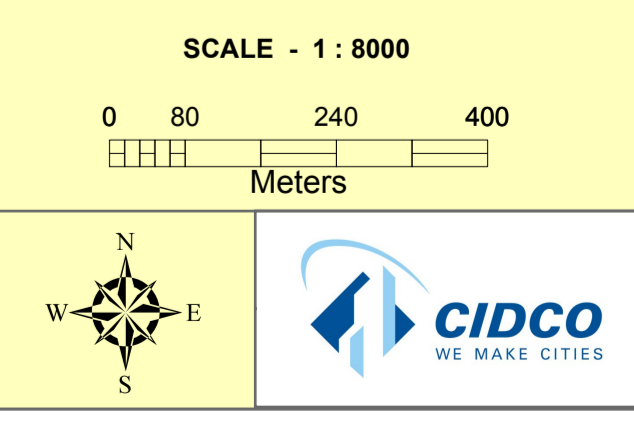 SCALE - 1 : 8000
0 80 240 400
Meters
N
W E
S
CIDCO
WE MAKE CITIES